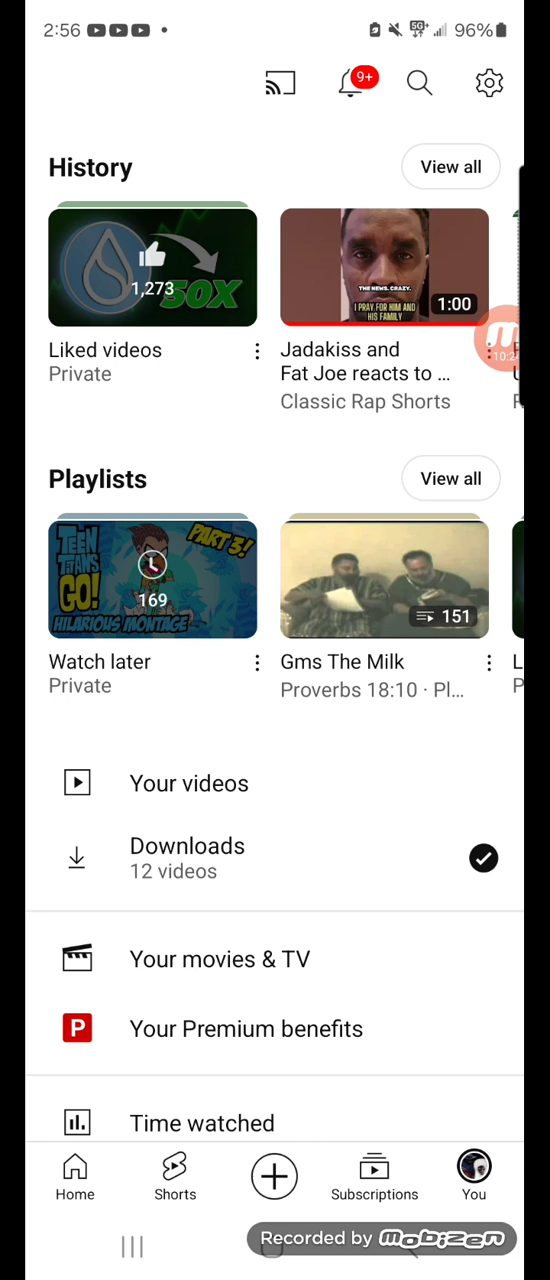 2:56
5G+
96%
9+
History
View all
1,273
50X
THE NEWS. CRAZY.
I PRAY FOR HIM AND
HIS FAMILY
1:00
Liked videos
Private
Jadakiss and
Fat Joe reacts to ...
Classic Rap Shorts
Playlists
View all
TEEN
TITANS
GO!
PART 3!
HILARIOUS MONTAGE
169
151
Watch later
Private
Gms The Milk
Proverbs 18:10 · Pl...
L
P
Your videos
Downloads
12 videos
Your movies & TV
P
Your Premium benefits
Time watched
Home
Shorts
Subscriptions
You
Recorded by mobizen